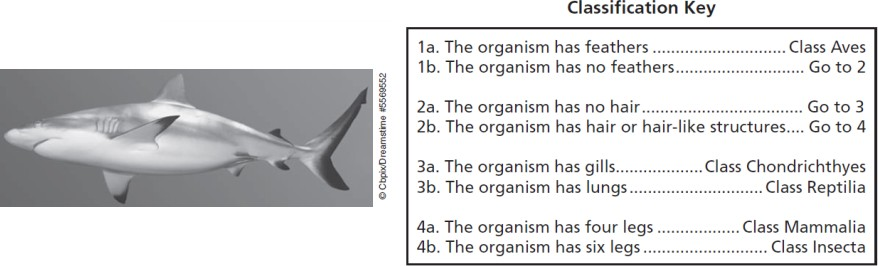 Classification Key
© Cbpix/Dreamstime #5569552
1a. The organism has feathers ............................. Class Aves
1b. The organism has no feathers............................ Go to 2
2a. The organism has no hair................................... Go to 3
2b. The organism has hair or hair-like structures.... Go to 4
3a. The organism has gills................... Class Chondrichthyes
3b. The organism has lungs............................. Class Reptilia
4a. The organism has four legs .................. Class Mammalia
4b. The organism has six legs ........................... Class Insecta